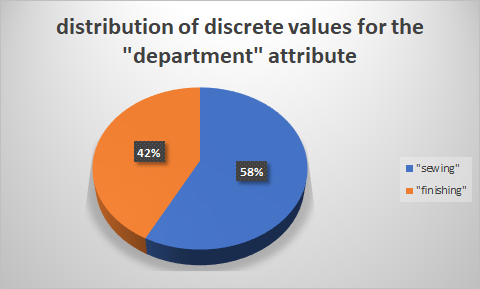 distribution of discrete values for the
"department" attribute
42%
58%
"sewing"
"finishing"